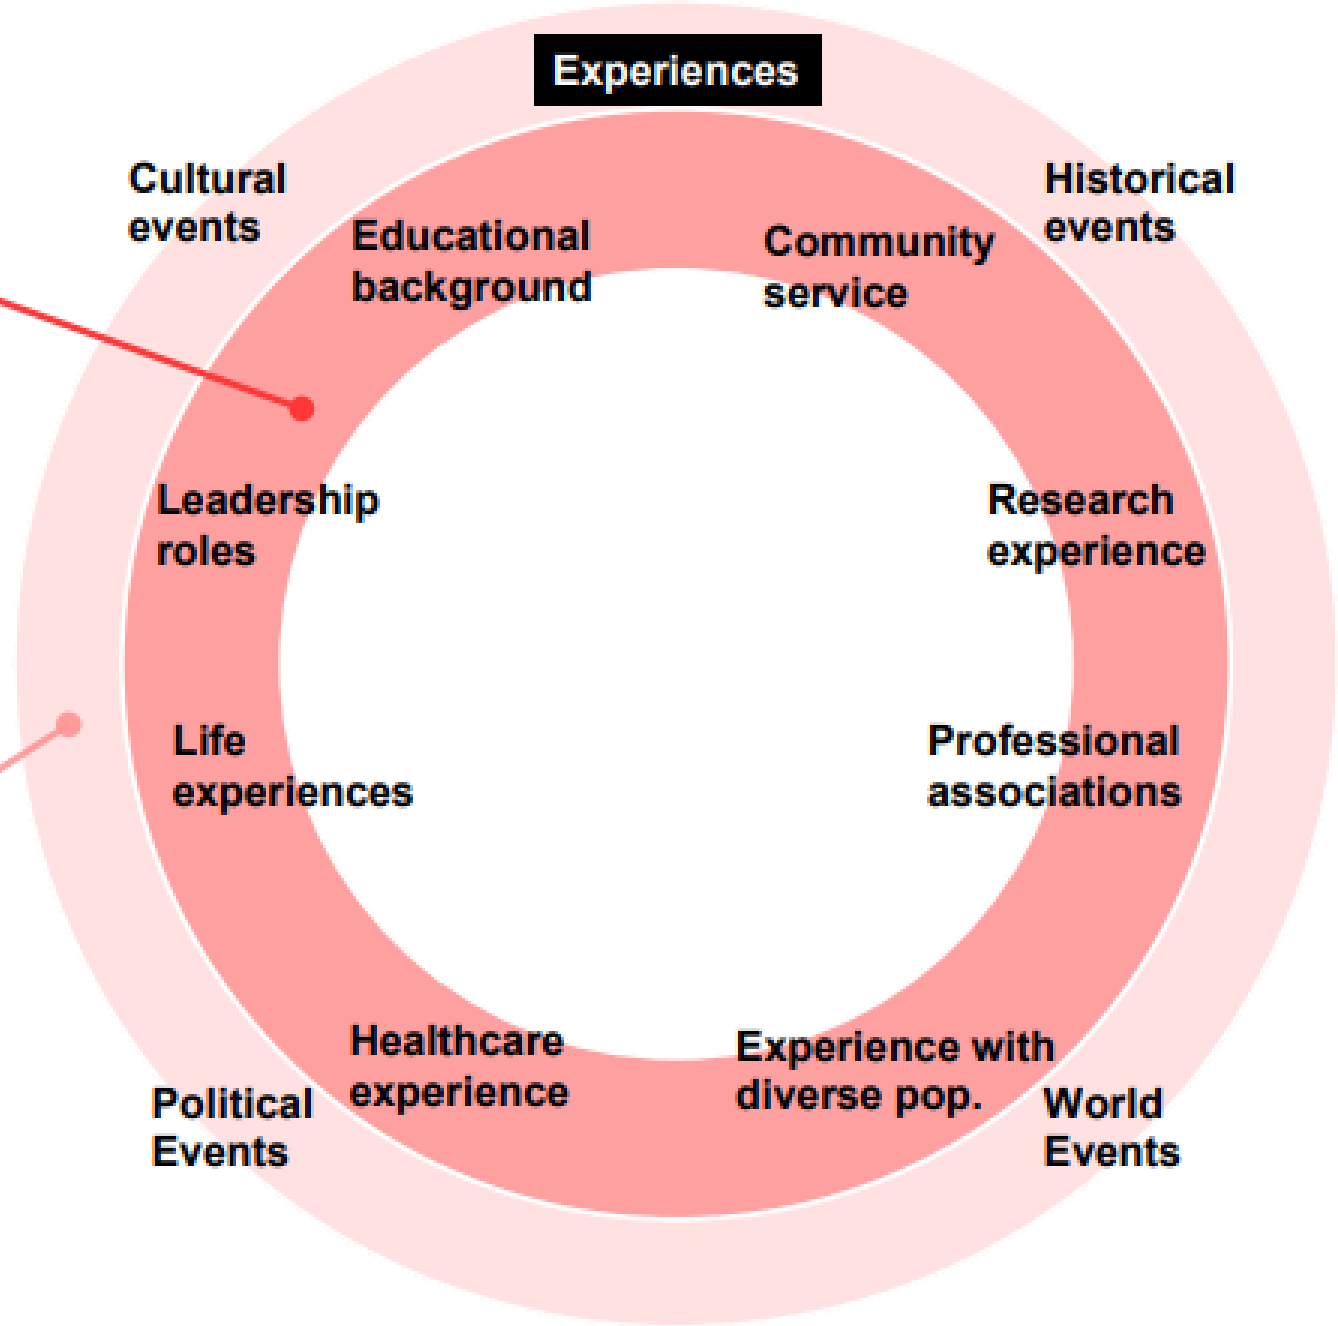 Experiences
Cultural
events
Historical
events
Educational
background
Community
service
Leadership
roles
Research
experience
Life
experiences
Professional
associations
Healthcare
experience
Experience with
diverse pop.
Political
Events
World
Events